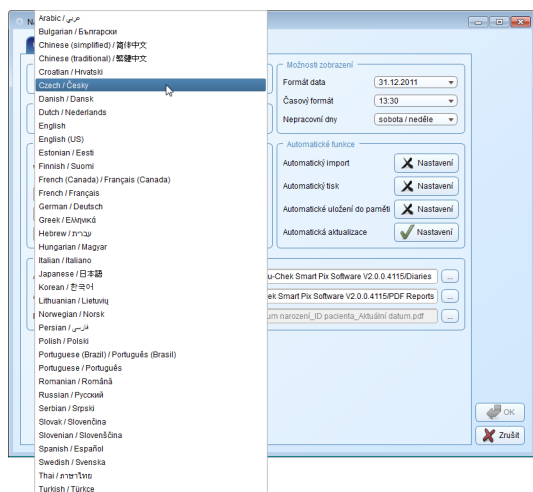 Arabic / عربي
Bulgarian / Български
Chinese (simplified) / 简体中文
Chinese (traditional) / 繁體中文
Croatian / Hrvatski
Czech / Česky
Danish / Dansk
Dutch / Nederlands
English
English (US)
Estonian / Eesti
Finnish / Suomi
French (Canada) / Français (Canada)
French / Français
German / Deutsch
Greek / Ελληνικά
Hebrew / עברית
Hungarian / Magyar
Italian / Italiano
Japanese / 日本語
Korean / 한국어
Lithuanian / Lietuvių
Norwegian / Norsk
Persian / فارسی
Polish / Polski
Portuguese (Brazil) / Português (Brasil)
Portuguese / Português
Romanian / Română
Russian / Русский
Serbian / Srpski
Slovak / Slovenčina
Slovenian / Slovenščina
Spanish / Español
Swedish / Svenska
Thai / ภาษาไทย
Turkish / Türkçe
Možnosti zobrazení
Formát data 31.12.2011
Časový formát 13:30
Nepracovní dny sobota / neděle
Automatické funkce
Automatický import Nastavení
Automatický tisk Nastavení
Automatické uložení do paměti Nastavení
Automatická aktualizace Nastavení
u-Chek Smart Pix Software V2.0.0.4115/Diaries ...
ek Smart Pix Software V2.0.0.4115/PDF Reports ...
um narození_ID pacienta_Aktuální datum.pdf ...
OK
Zrušit